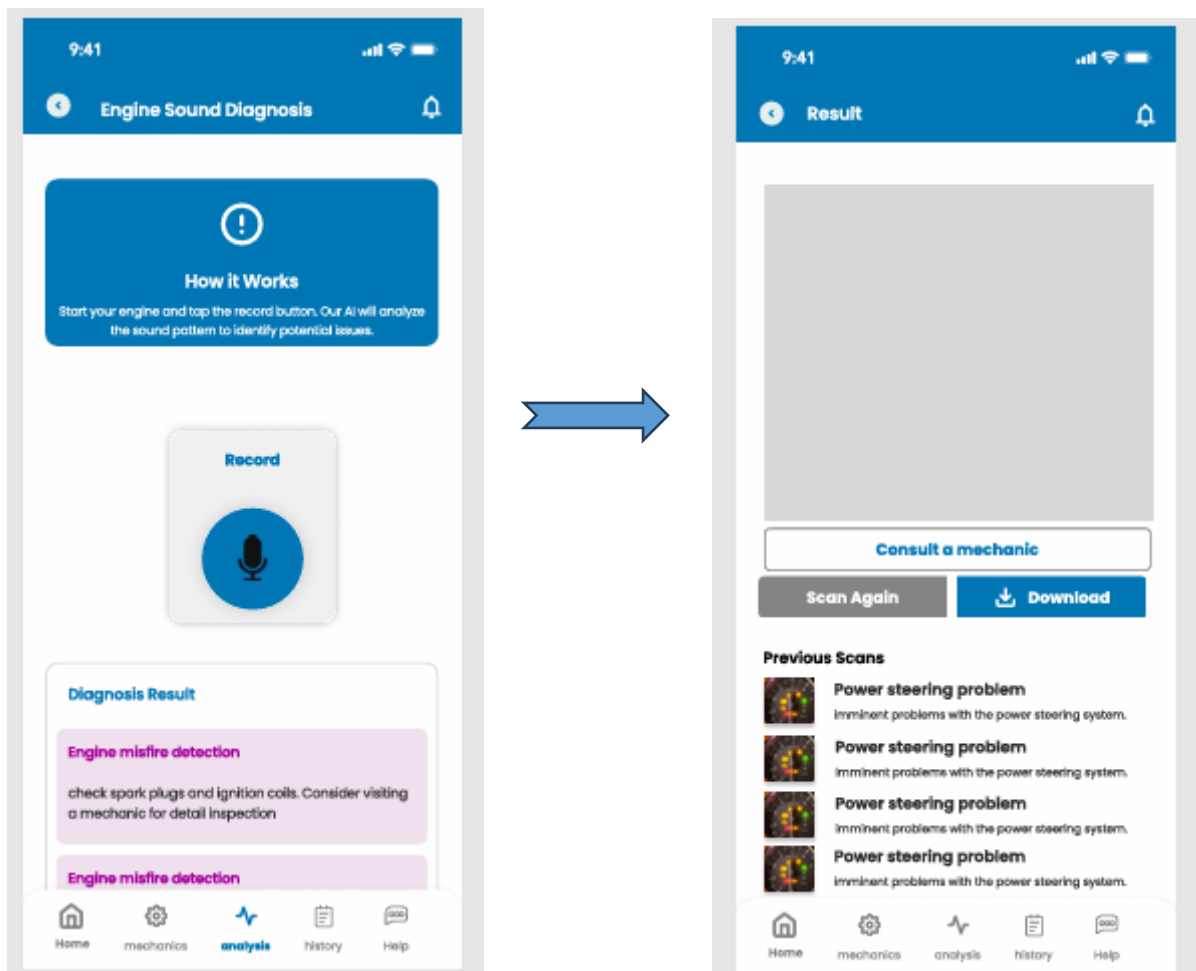 9:41
Engine Sound Diagnosis
How it Works
Start your engine and tap the record button. Our AI will analyze
the sound pattern to identify potential issues.
Record
Diagnosis Result
Engine misfire detection
check spark plugs and ignition coils. Consider visiting
a mechanic for detail inspection
Engine misfire detection
Home
mechanics
analysis
history
Help
9:41
Result
Consult a mechanic
Scan Again
Download
Previous Scans
Power steering problem
Imminent problems with the power steering system.
Power steering problem
Imminent problems with the power steering system.
Power steering problem
Imminent problems with the power steering system.
Power steering problem
Imminent problems with the power steering system.
Home
mechanics
analysis
history
Help